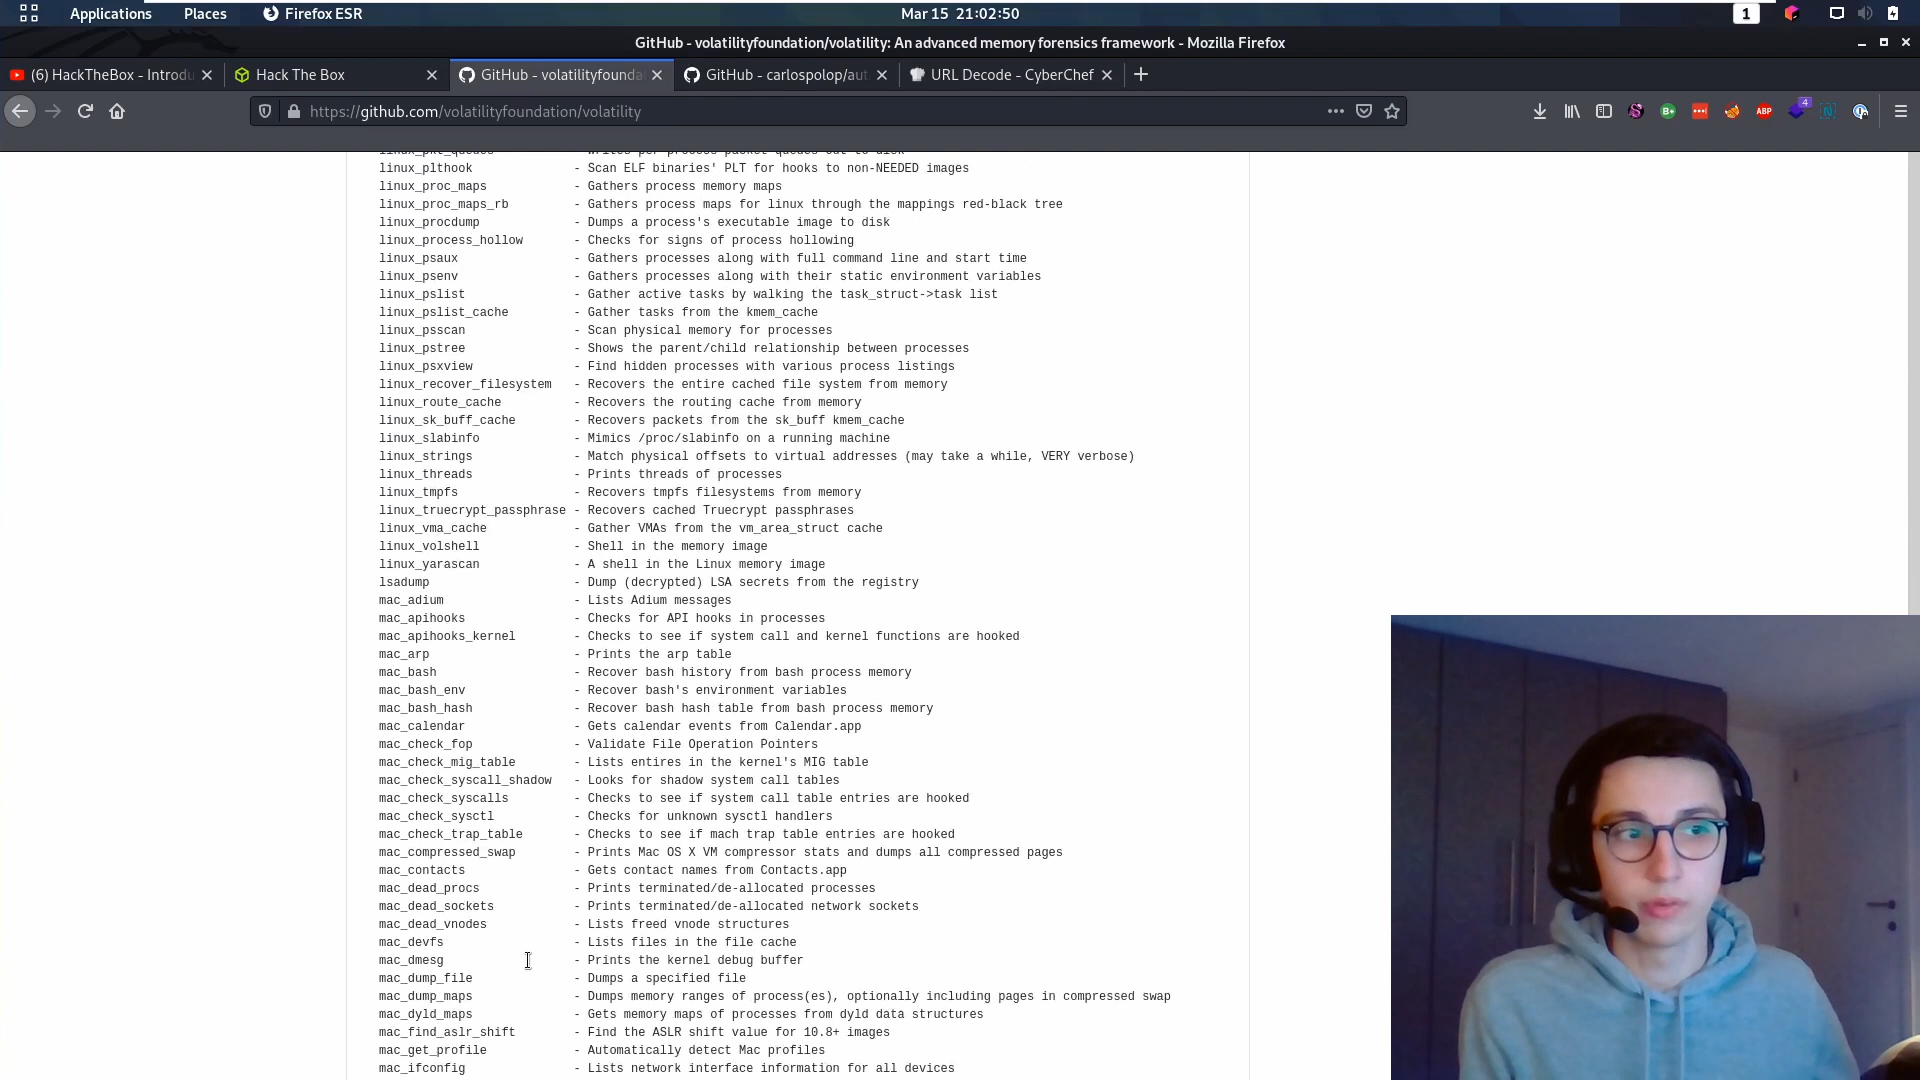 Applications Places Firefox ESR Mar 15 21:02:50 1
GitHub - volatilityfoundation/volatility: An advanced memory forensics framework - Mozilla Firefox
(6) HackTheBox - Introdu Hack The Box GitHub - volatilityfounda GitHub - carlospolop/aut URL Decode - CyberChef
https://github.com/volatilityfoundation/volatility ABP 4
linux_pkt_queues - Writes per-process packet queues out to disk
linux_plthook - Scan ELF binaries' PLT for hooks to non-NEEDED images
linux_proc_maps - Gathers process memory maps
linux_proc_maps_rb - Gathers process maps for linux through the mappings red-black tree
linux_procdump - Dumps a process's executable image to disk
linux_process_hollow - Checks for signs of process hollowing
linux_psaux - Gathers processes along with full command line and start time
linux_psenv - Gathers processes along with their static environment variables
linux_pslist - Gather active tasks by walking the task_struct->task list
linux_pslist_cache - Gather tasks from the kmem_cache
linux_psscan - Scan physical memory for processes
linux_pstree - Shows the parent/child relationship between processes
linux_psxview - Find hidden processes with various process listings
linux_recover_filesystem - Recovers the entire cached file system from memory
linux_route_cache - Recovers the routing cache from memory
linux_sk_buff_cache - Recovers packets from the sk_buff kmem_cache
linux_slabinfo - Mimics /proc/slabinfo on a running machine
linux_strings - Match physical offsets to virtual addresses (may take a while, VERY verbose)
linux_threads - Prints threads of processes
linux_tmpfs - Recovers tmpfs filesystems from memory
linux_truecrypt_passphrase - Recovers cached Truecrypt passphrases
linux_vma_cache - Gather VMAs from the vm_area_struct cache
linux_volshell - Shell in the memory image
linux_yarascan - A shell in the Linux memory image
lsadump - Dump (decrypted) LSA secrets from the registry
mac_adium - Lists Adium messages
mac_apihooks - Checks for API hooks in processes
mac_apihooks_kernel - Checks to see if system call and kernel functions are hooked
mac_arp - Prints the arp table
mac_bash - Recover bash history from bash process memory
mac_bash_env - Recover bash's environment variables
mac_bash_hash - Recover bash hash table from bash process memory
mac_calendar - Gets calendar events from Calendar.app
mac_check_fop - Validate File Operation Pointers
mac_check_mig_table - Lists entires in the kernel's MIG table
mac_check_syscall_shadow - Looks for shadow system call tables
mac_check_syscalls - Checks to see if system call table entries are hooked
mac_check_sysctl - Checks for unknown sysctl handlers
mac_check_trap_table - Checks to see if mach trap table entries are hooked
mac_compressed_swap - Prints Mac OS X VM compressor stats and dumps all compressed pages
mac_contacts - Gets contact names from Contacts.app
mac_dead_procs - Prints terminated/de-allocated processes
mac_dead_sockets - Prints terminated/de-allocated network sockets
mac_dead_vnodes - Lists freed vnode structures
mac_devfs - Lists files in the file cache
mac_dmesg - Prints the kernel debug buffer
mac_dump_file - Dumps a specified file
mac_dump_maps - Dumps memory ranges of process(es), optionally including pages in compressed swap
mac_dyld_maps - Gets memory maps of processes from dyld data structures
mac_find_aslr_shift - Find the ASLR shift value for 10.8+ images
mac_get_profile - Automatically detect Mac profiles
mac_ifconfig - Lists network interface information for all devices